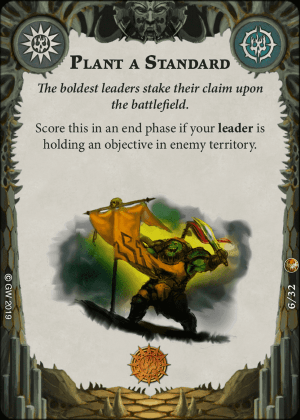 Plant a Standard
The boldest leaders stake their claim upon
the battlefield.
Score this in an end phase if your leader is
holding an objective in enemy territory.
© GW 2019
6/32